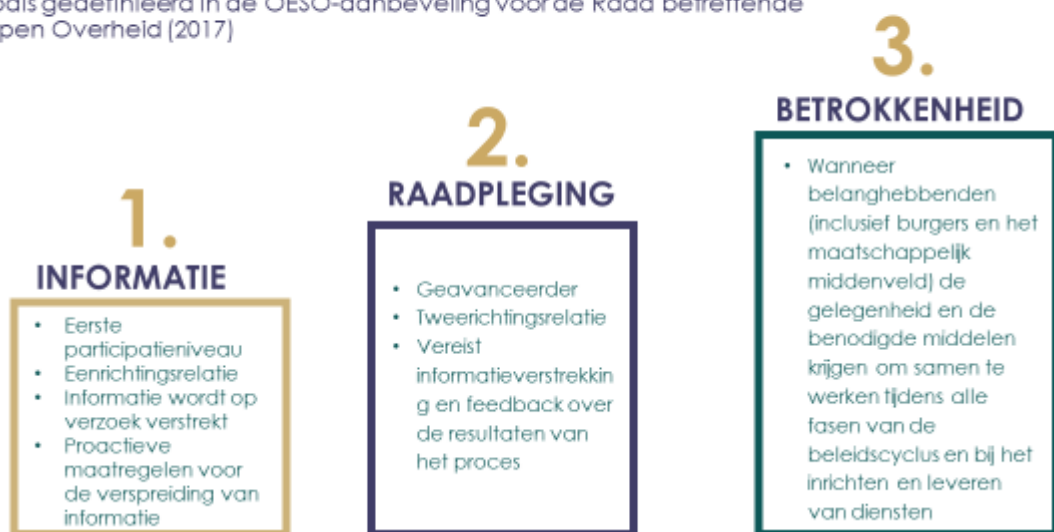 gedefinieerd in de OESO-aanbeveling voor de Raad betreffende
Overheid (2017)
1.
INFORMATIE
• Eerste
participatieniveau
• Eenrichtingsrelatie
• Informatie wordt op
verzoek verstrekt
• Proactieve
maatregelen voor
de verspreiding van
informatie
2.
RAADPLEGING
• Geavanceerder
• Tweerichtingsrelatie
• Vereist
informatieverstrekkin
g en feedback over
de resultaten van
het proces
3.
BETROKKENHEID
• Wanneer
belanghebbenden
(inclusief burgers en het
maatschappelijk
middenveld) de
gelegenheid en de
benodigde middelen
krijgen om samen te
werken tijdens alle
fasen van de
beleidscyclus en bij het
inrichten en leveren
van diensten